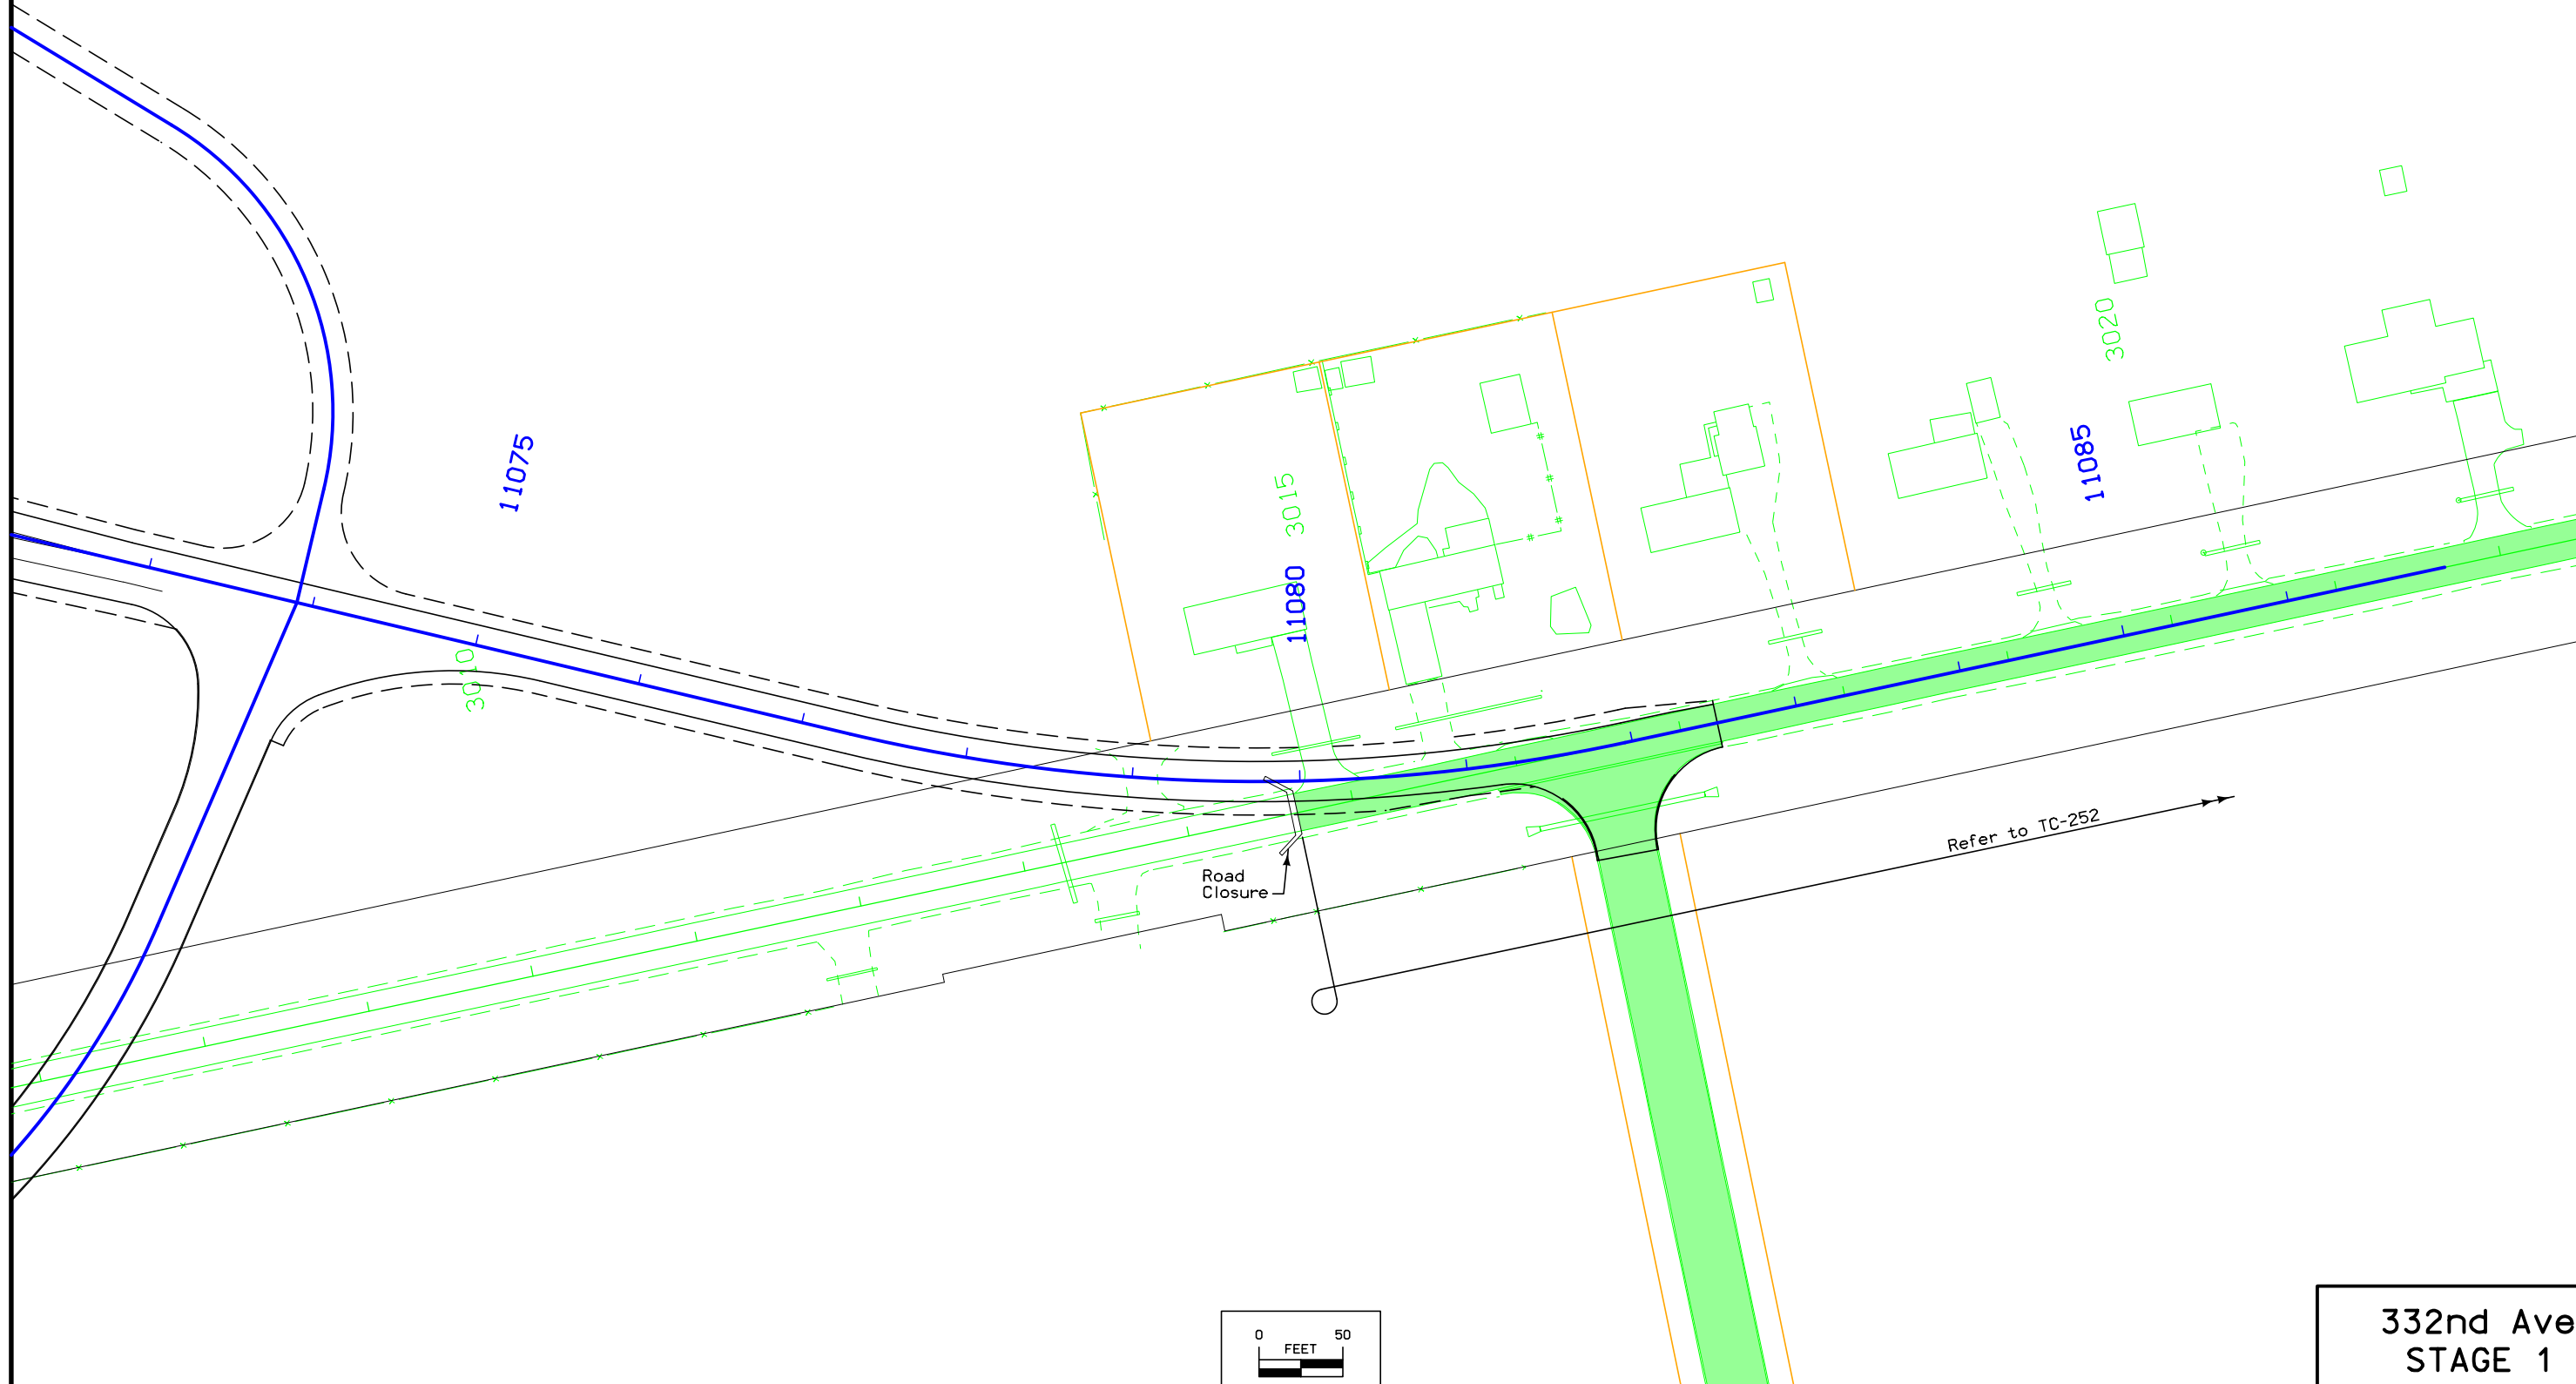 3020
11085
11075
3015
11080
3010
Refer to TC-252
Road
Closure
0 50
FEET
332nd Ave
STAGE 1